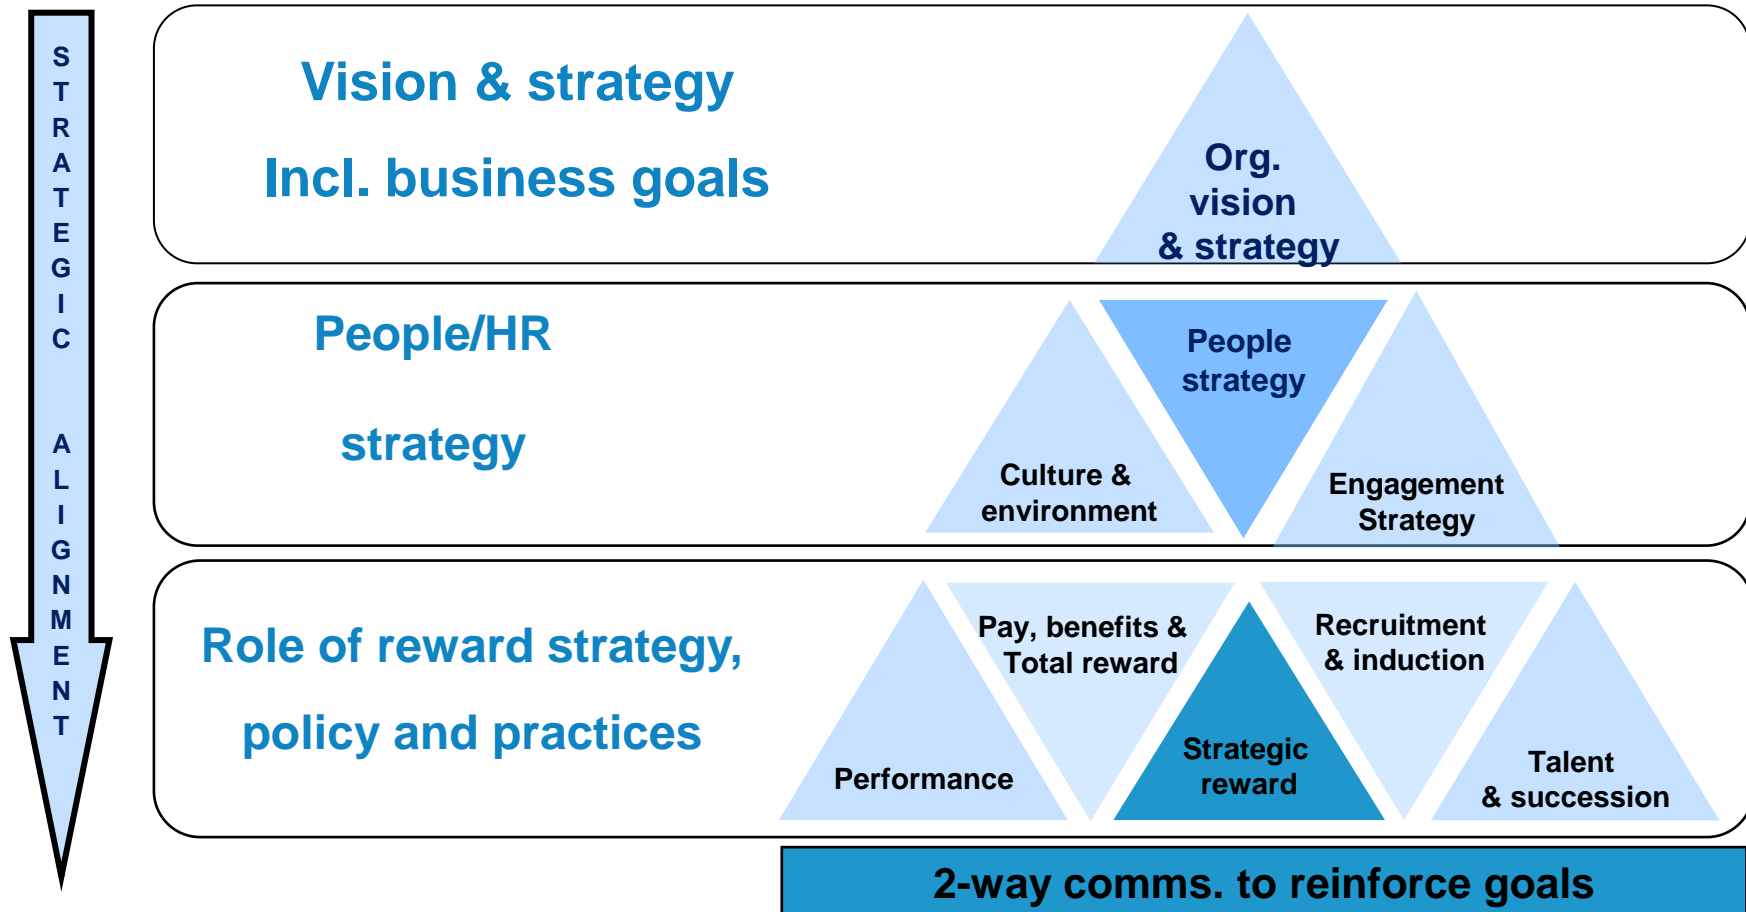 STRATEGIC
ALIGNMENT
Vision & strategy
Incl. business goals
Org.
vision
& strategy
People/HR
strategy
People
strategy
Culture &
environment
Engagement
Strategy
Role of reward strategy,
policy and practices
Performance
Pay, benefits &
Total reward
Strategic
reward
Recruitment
& induction
Talent
& succession
2-way comms. to reinforce goals